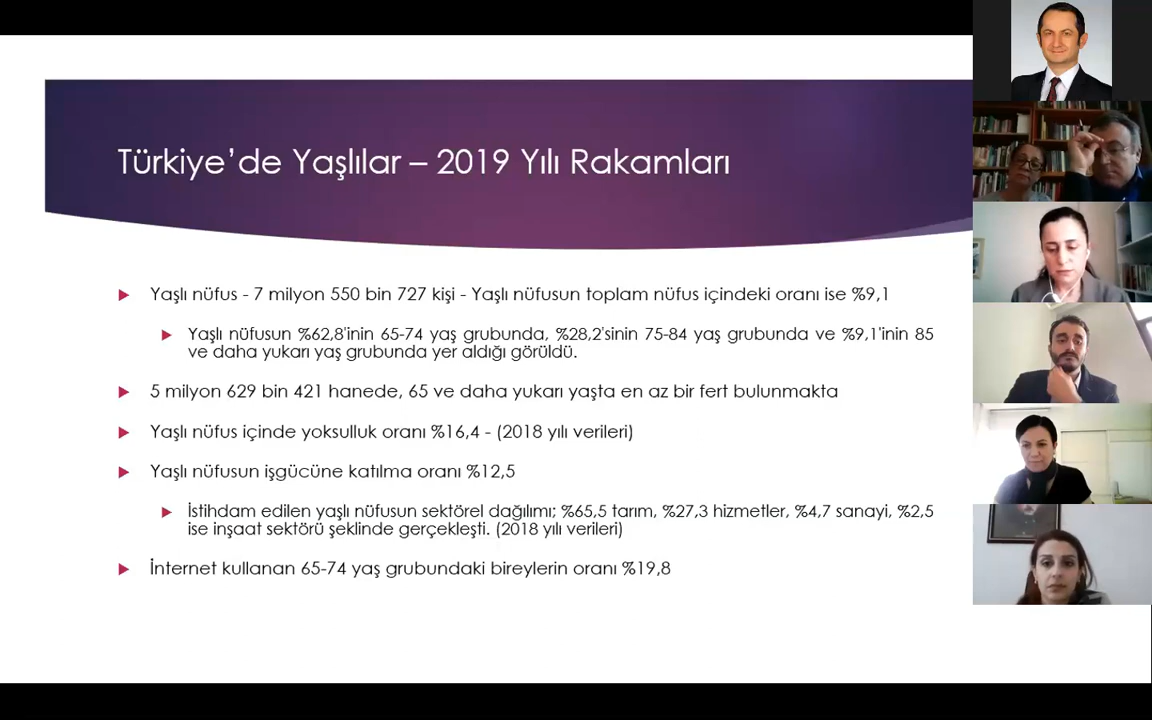 Türkiye’de Yaşlılar – 2019 Yılı Rakamları
Yaşlı nüfus - 7 milyon 550 bin 727 kişi - Yaşlı nüfusun toplam nüfus içindeki oranı ise %9,1
Yaşlı nüfusun %62,8'inin 65-74 yaş grubunda, %28,2'sinin 75-84 yaş grubunda ve %9,1'inin 85
ve daha yukarı yaş grubunda yer aldığı görüldü.
5 milyon 629 bin 421 hanede, 65 ve daha yukarı yaşta en az bir fert bulunmakta
Yaşlı nüfus içinde yoksulluk oranı %16,4 - (2018 yılı verileri)
Yaşlı nüfusun işgücüne katılma oranı %12,5
İstihdam edilen yaşlı nüfusun sektörel dağılımı; %65,5 tarım, %27,3 hizmetler, %4,7 sanayi, %2,5
ise inşaat sektörü şeklinde gerçekleşti. (2018 yılı verileri)
İnternet kullanan 65-74 yaş grubundaki bireylerin oranı %19,8